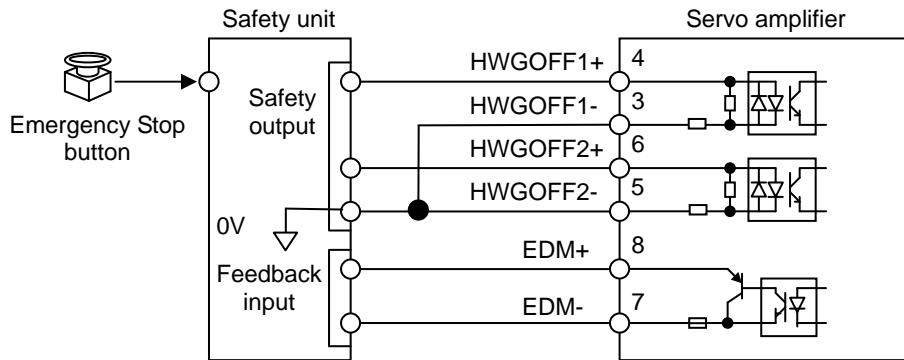 Safety unit
Servo amplifier
Emergency Stop
button
Safety
output
0V
Feedback
input
HWGOFF1+
4
HWGOFF1-
3
HWGOFF2+
6
HWGOFF2-
5
EDM+
8
EDM-
7